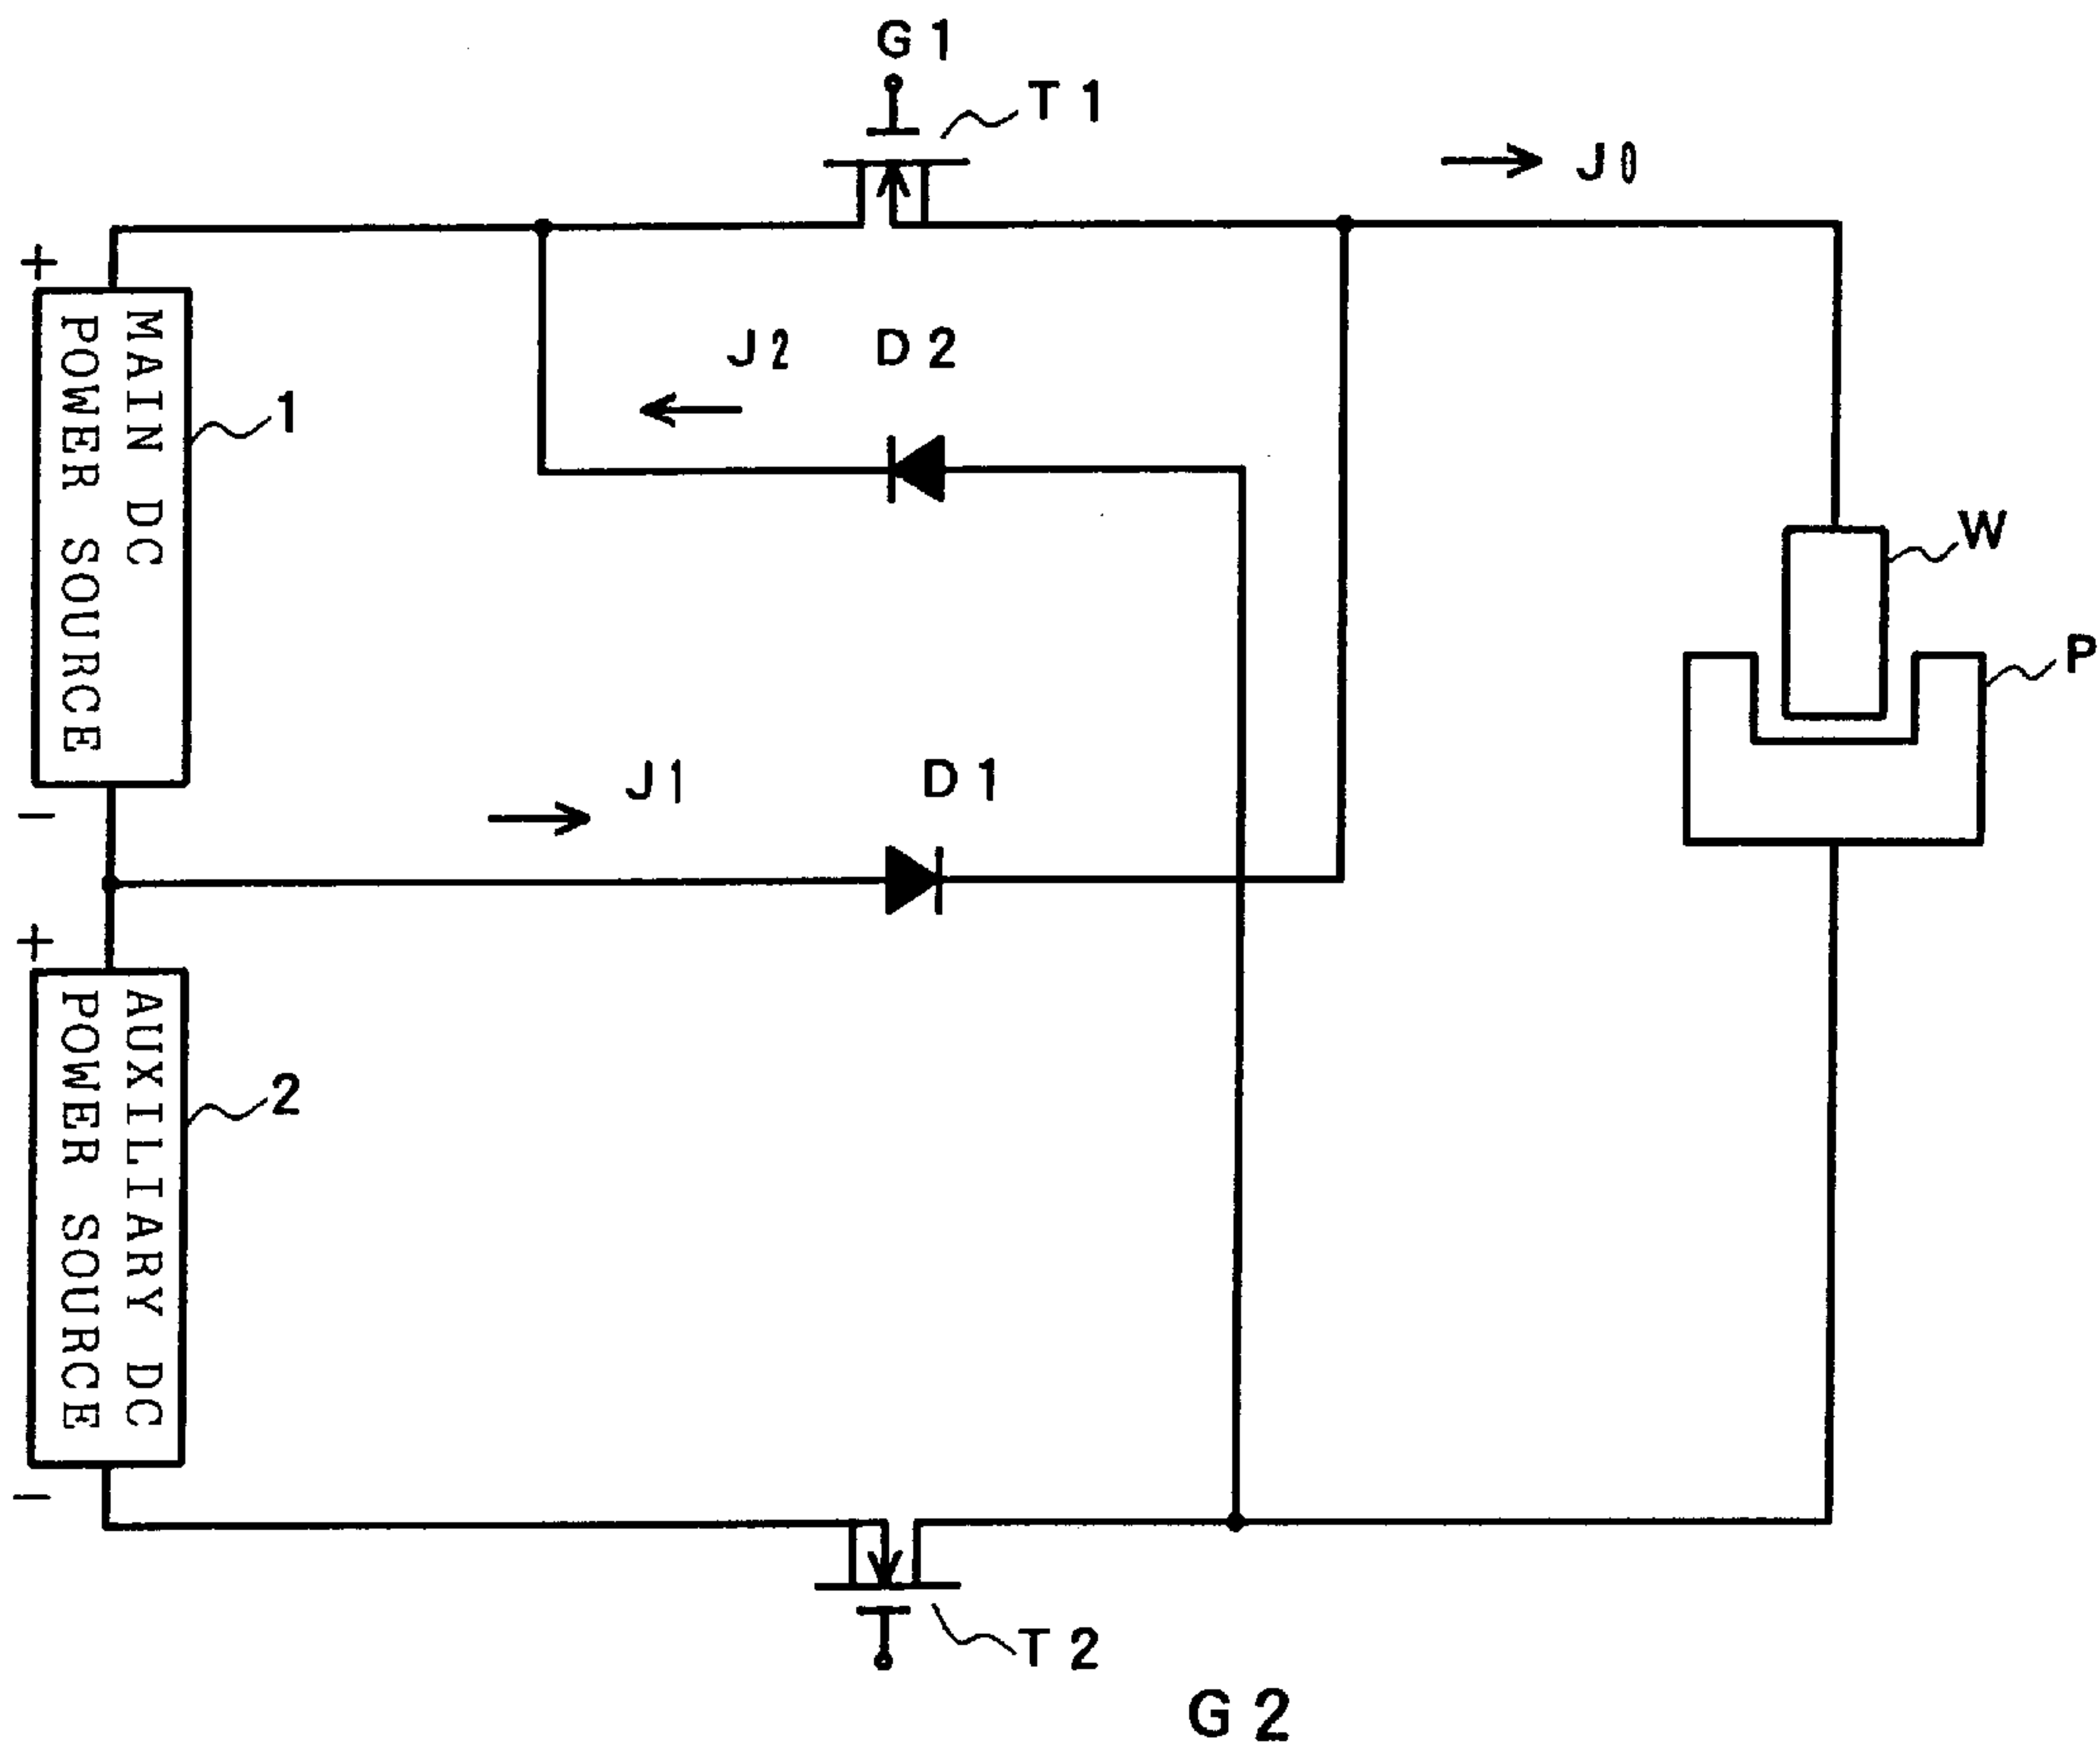 G1
T1
J0
+
MAIN DC
POWER SOURCE
1
J2
D2
W
P
−
J1
D1
+
AUXILIARY DC
POWER SOURCE
2
−
T2
G2